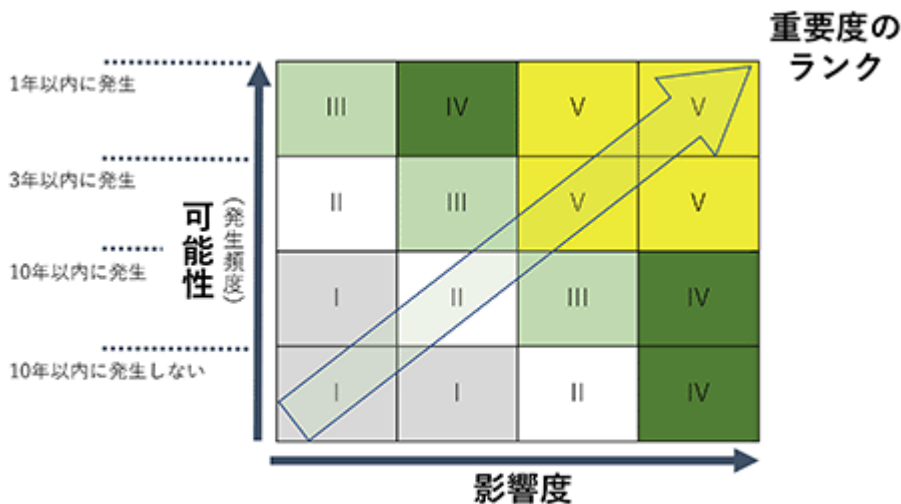 重要度の
ランク
1年以内に発生
III
IV
V
V
3年以内に発生
II
III
V
V
可能性
(発生頻度)
10年以内に発生
I
II
III
IV
10年以内に発生しない
I
I
II
IV
影響度